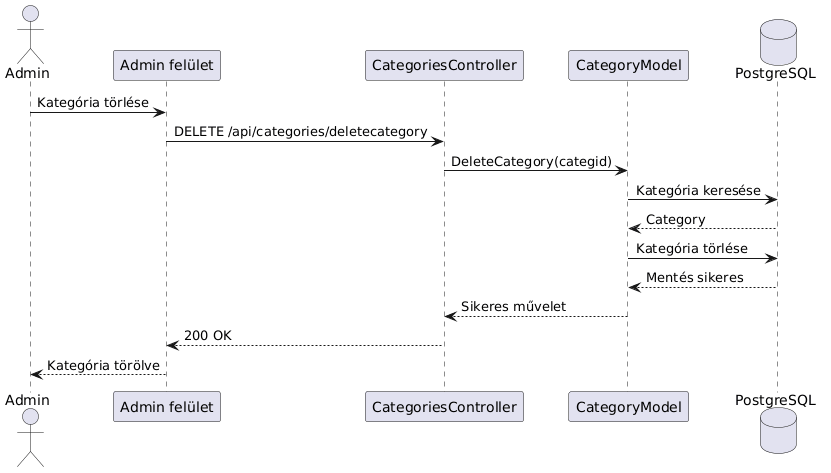 Admin
Admin felület
CategoriesController
CategoryModel
PostgreSQL
Kategória törlése
DELETE /api/categories/deletecategory
DeleteCategory(categid)
Kategória keresése
Category
Kategória törlése
Mentés sikeres
Sikeres művelet
200 OK
Kategória törölve
Admin
Admin felület
CategoriesController
CategoryModel
PostgreSQL